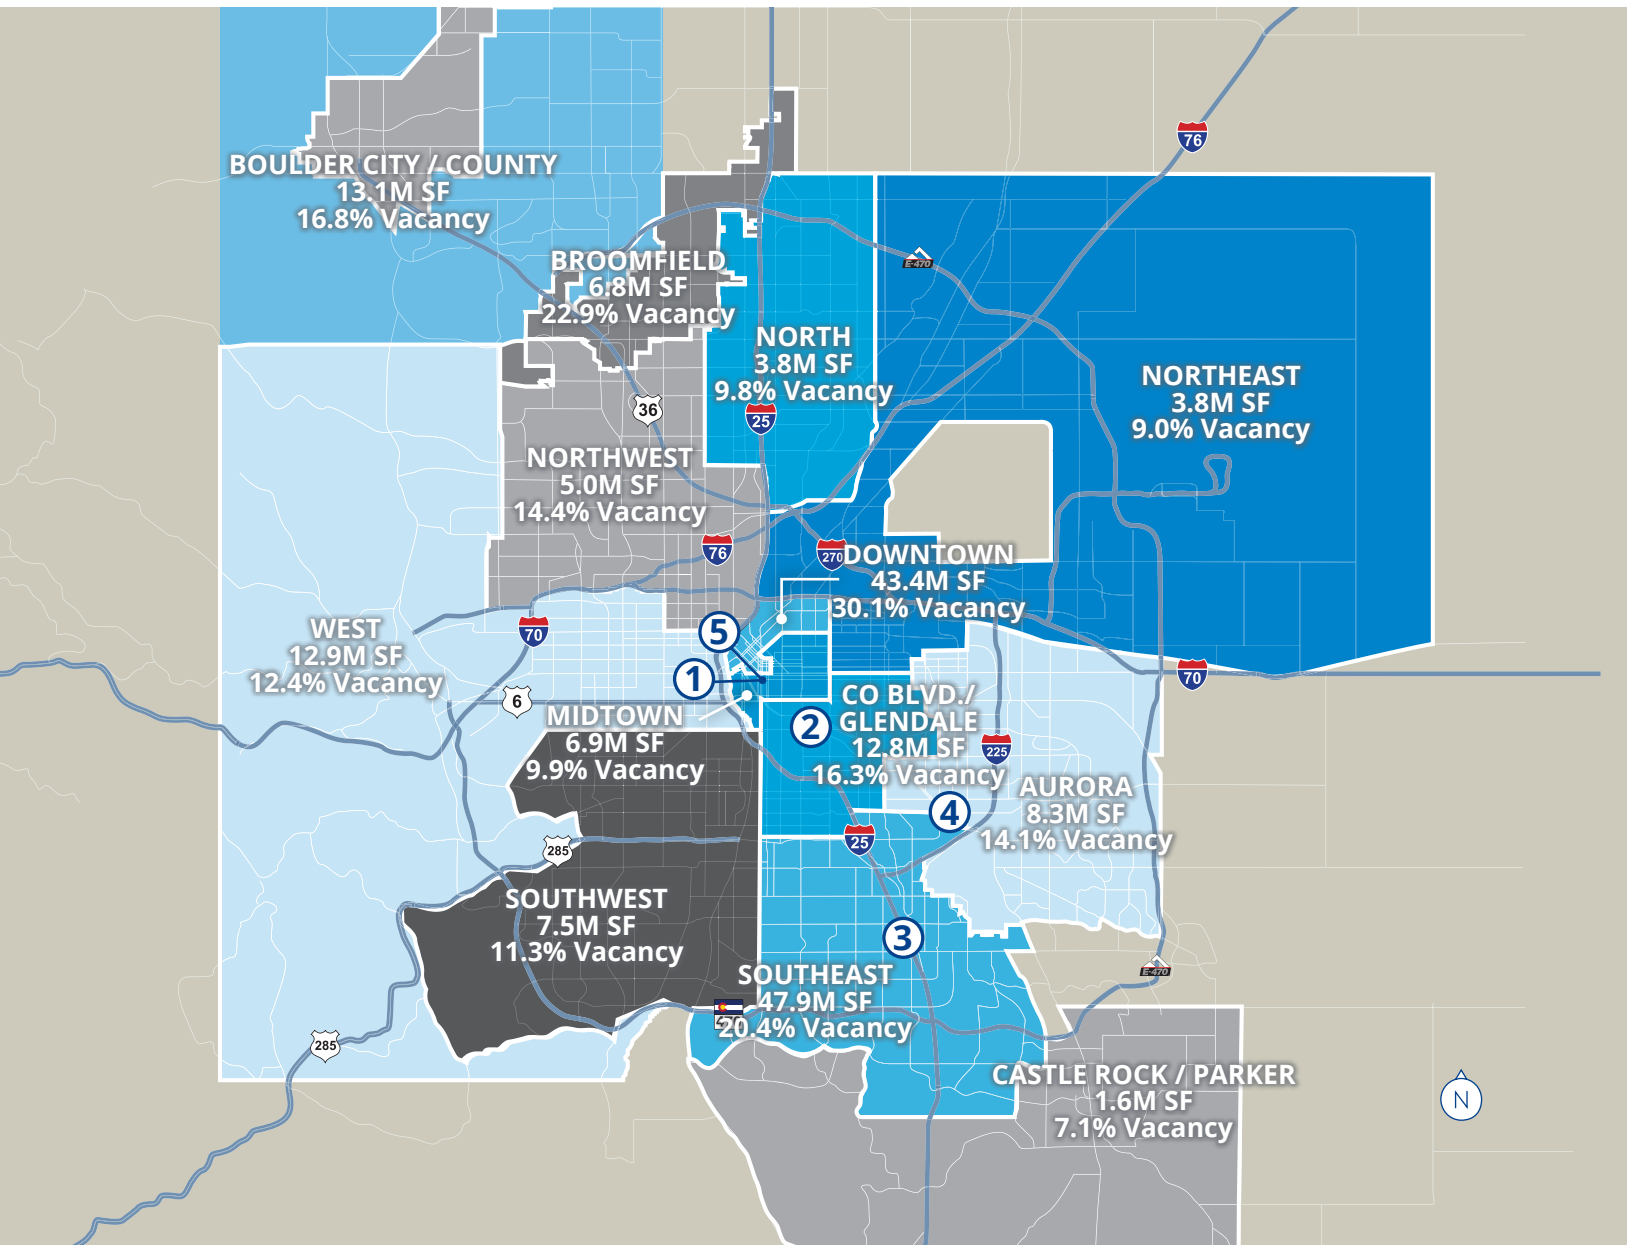 76
BOULDER CITY / COUNTY
13.1M SF
16.8% Vacancy
BROOMFIELD
6.8M SF
22.9% Vacancy
E-470
NORTH
3.8M SF
9.8% Vacancy
25
36
NORTHEAST
3.8M SF
9.0% Vacancy
NORTHWEST
5.0M SF
14.4% Vacancy
76
270
DOWNTOWN
43.4M SF
30.1% Vacancy
WEST
12.9M SF
12.4% Vacancy
70
5
1
6
70
MIDTOWN
6.9M SF
9.9% Vacancy
2
CO BLVD./
GLENDALE
12.8M SF
16.3% Vacancy
225
AURORA
8.3M SF
14.1% Vacancy
4
25
285
SOUTHWEST
7.5M SF
11.3% Vacancy
3
SOUTHEAST
47.9M SF
20.4% Vacancy
470
E-470
285
CASTLE ROCK / PARKER
1.6M SF
7.1% Vacancy
N